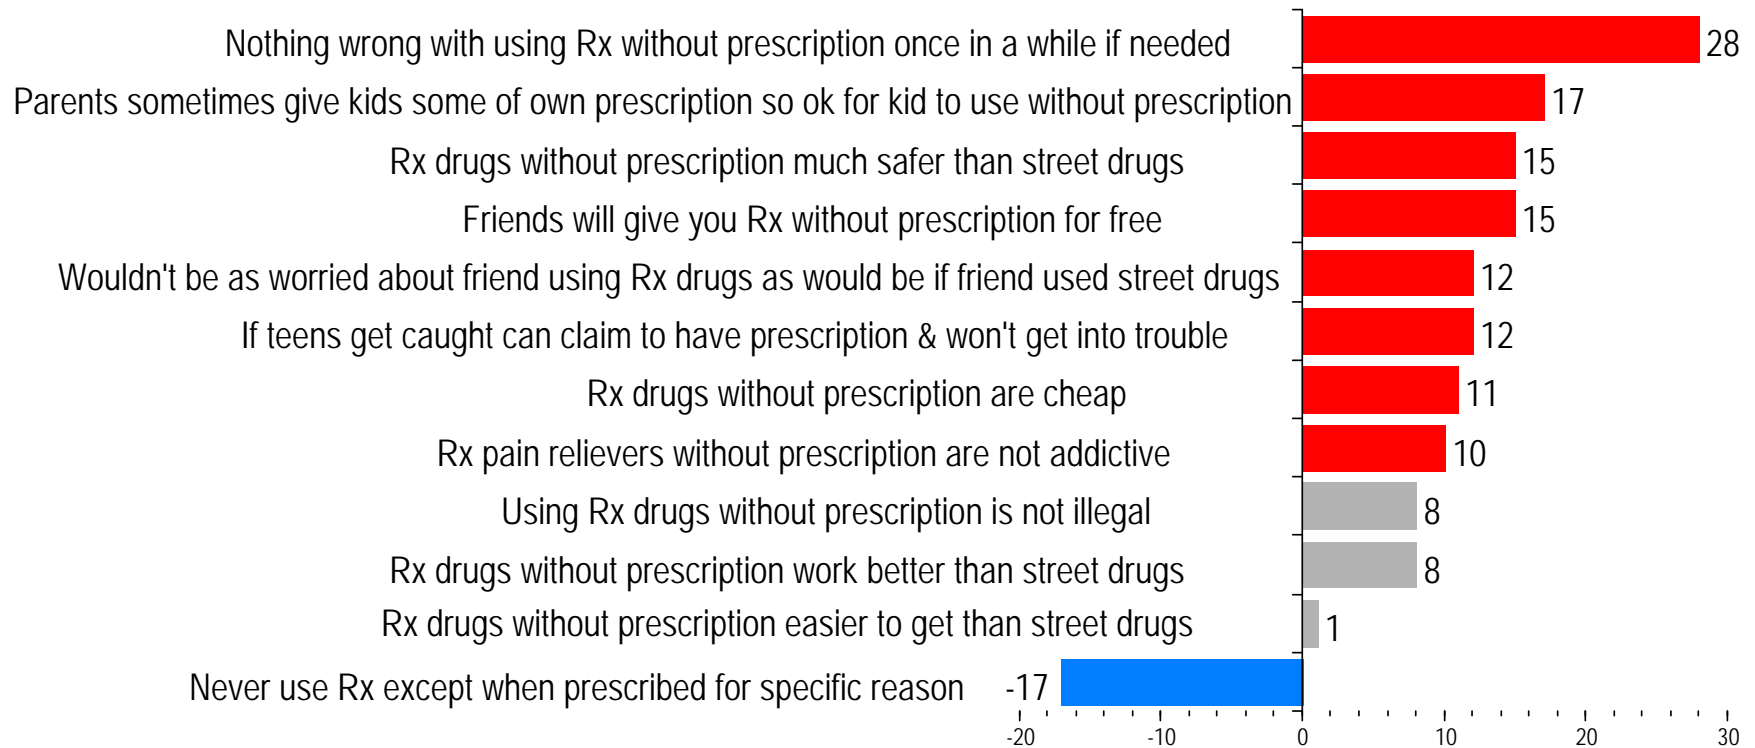 Nothing wrong with using Rx without prescription once in a while if needed 28
Parents sometimes give kids some of own prescription so ok for kid to use without prescription 17
Rx drugs without prescription much safer than street drugs 15
Friends will give you Rx without prescription for free 15
Wouldn't be as worried about friend using Rx drugs as would be if friend used street drugs 12
If teens get caught can claim to have prescription & won't get into trouble 12
Rx drugs without prescription are cheap 11
Rx pain relievers without prescription are not addictive 10
Using Rx drugs without prescription is not illegal 8
Rx drugs without prescription work better than street drugs 8
Rx drugs without prescription easier to get than street drugs 1
Never use Rx except when prescribed for specific reason -17
-20 -10 0 10 20 30